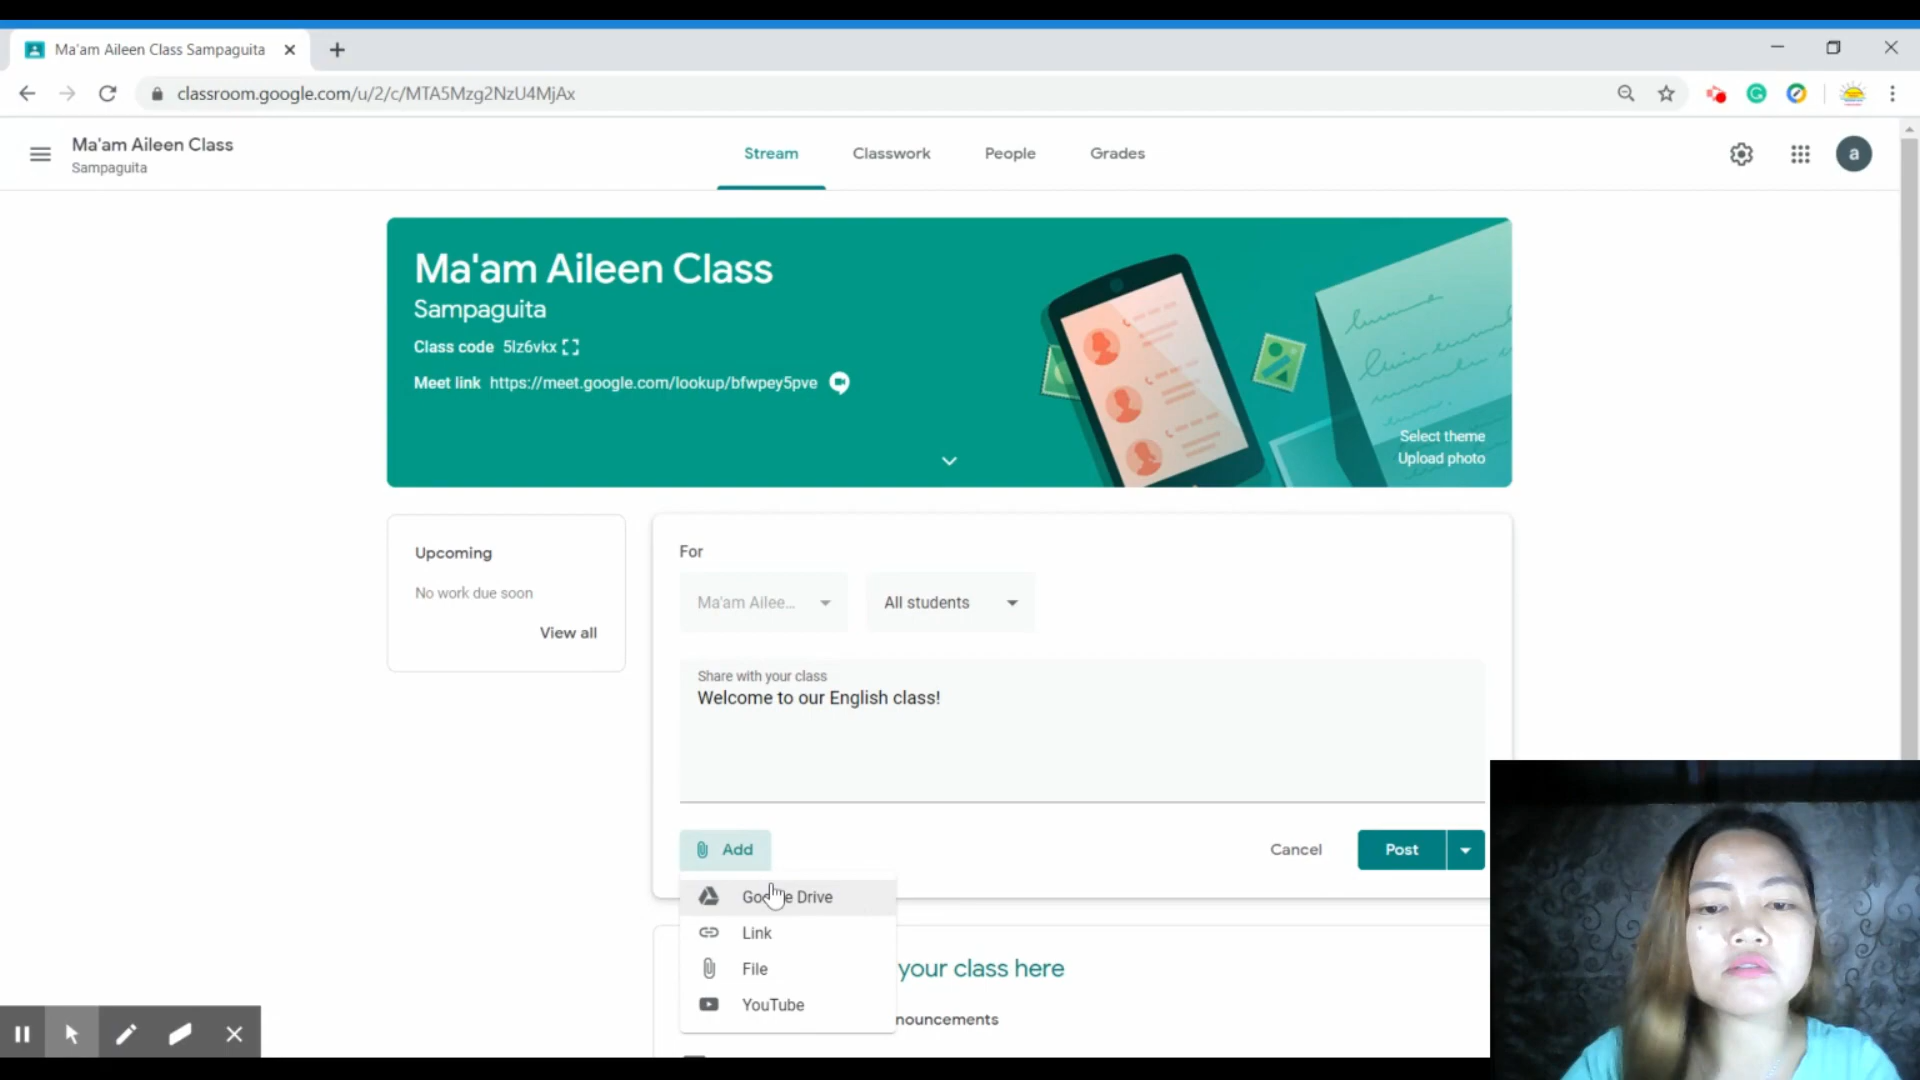 Ma'am Aileen Class Sampaguita
classroom.google.com/u/2/c/MTA5Mzg2NzU4MjAx
Ma'am Aileen Class
Sampaguita
Stream
Classwork
People
Grades
a
Ma'am Aileen Class
Sampaguita
Class code 5lz6vkx
Meet link https://meet.google.com/lookup/bfwpey5pve
Select theme
Upload photo
Upcoming
No work due soon
View all
For
Ma'am Ailee...
All students
Share with your class
Welcome to our English class!
Add
Cancel
Post
Drive
Link
File
YouTube
your class here